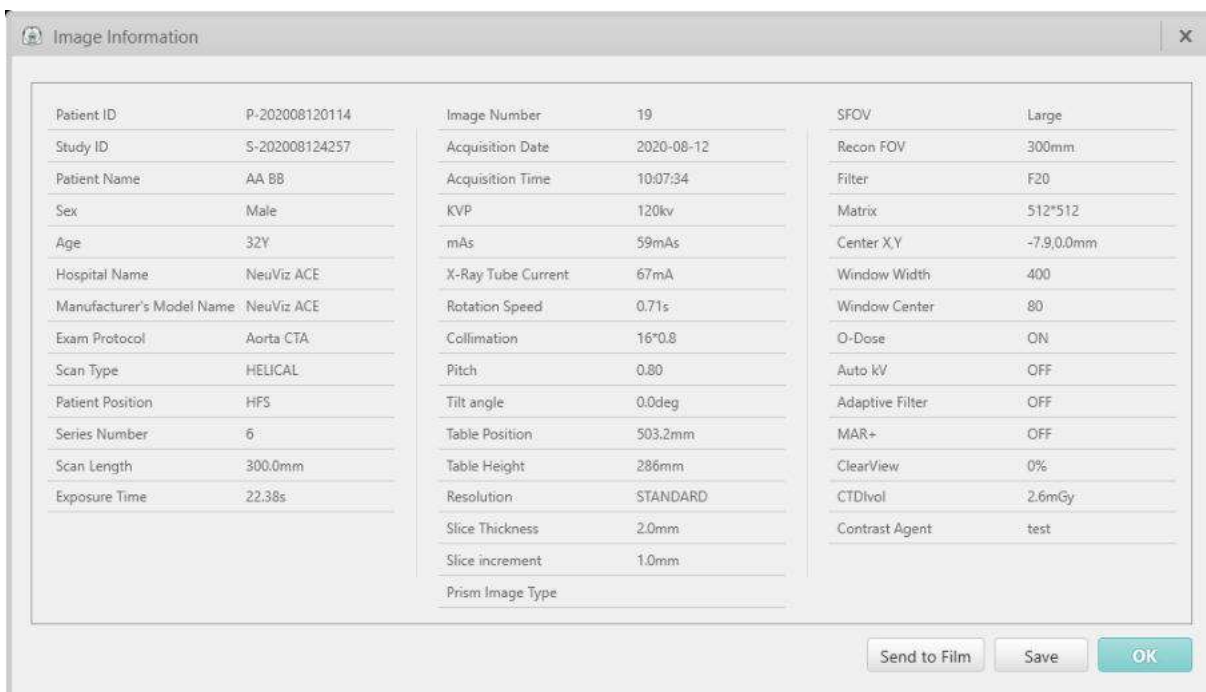 Image Information
Patient ID P-202008120114
Study ID S-202008124257
Patient Name AA BB
Sex Male
Age 32Y
Hospital Name NeuViz ACE
Manufacturer's Model Name NeuViz ACE
Exam Protocol Aorta CTA
Scan Type HELICAL
Patient Position HFS
Series Number 6
Scan Length 300.0mm
Exposure Time 22.38s
Image Number 19
Acquisition Date 2020-08-12
Acquisition Time 10:07:34
KVP 120kv
mAs 59mAs
X-Ray Tube Current 67mA
Rotation Speed 0.71s
Collimation 16*0.8
Pitch 0.80
Tilt angle 0.0deg
Table Position 503.2mm
Table Height 286mm
Resolution STANDARD
Slice Thickness 2.0mm
Slice increment 1.0mm
Prism Image Type
SFOV Large
Recon FOV 300mm
Filter F20
Matrix 512*512
Center X,Y -7.9,0.0mm
Window Width 400
Window Center 80
O-Dose ON
Auto kV OFF
Adaptive Filter OFF
MAR+ OFF
ClearView 0%
CTDIvol 2.6mGy
Contrast Agent test
Send to Film Save OK